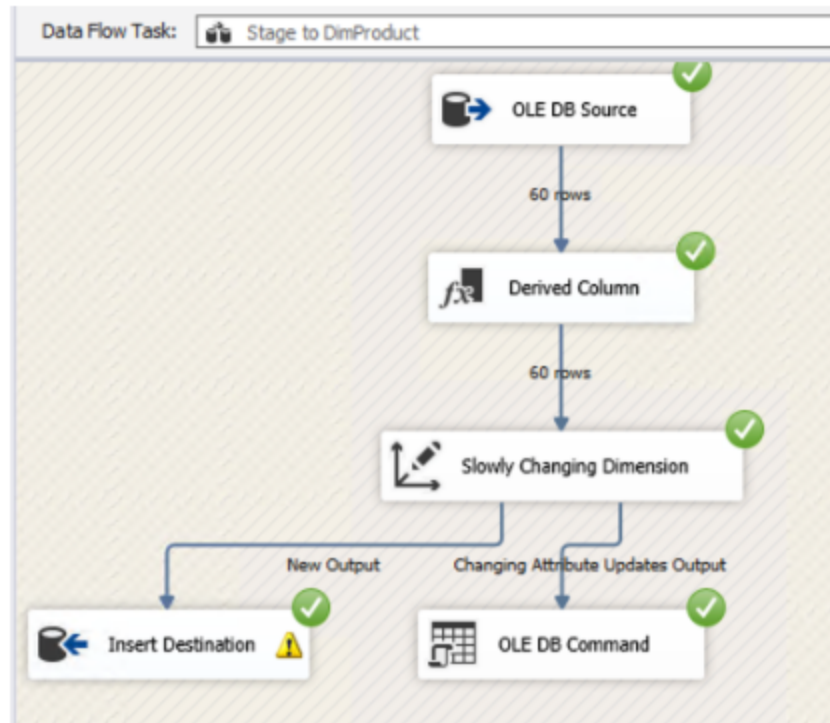 Data Flow Task: Stage to DimProduct
OLE DB Source
60 rows
fx Derived Column
60 rows
Slowly Changing Dimension
New Output Changing Attribute Updates Output
Insert Destination OLE DB Command